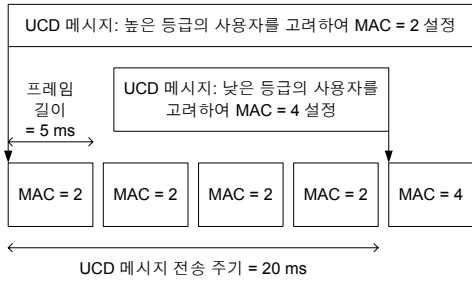 UCD 메시지: 높은 등급의 사용자를 고려하여 MAC = 2 설정
프레임
길이
= 5 ms
UCD 메시지: 낮은 등급의 사용자를
고려하여 MAC = 4 설정
MAC = 2
MAC = 2
MAC = 2
MAC = 2
MAC = 4
UCD 메시지 전송 주기 = 20 ms